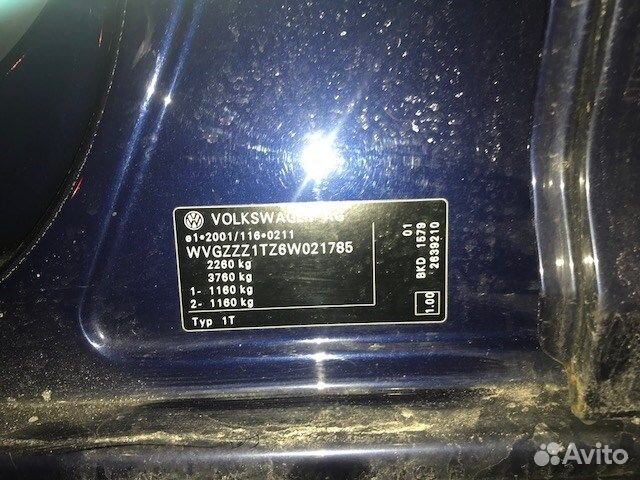 VOLKSWAGEN AG
e1*2001/116*0211
WVGZZZ1TZ6W021785
2260 kg
3760 kg
1- 1160 kg
2- 1160 kg
Typ 1T
01
BKD 1579
2639210
1.00
Avito